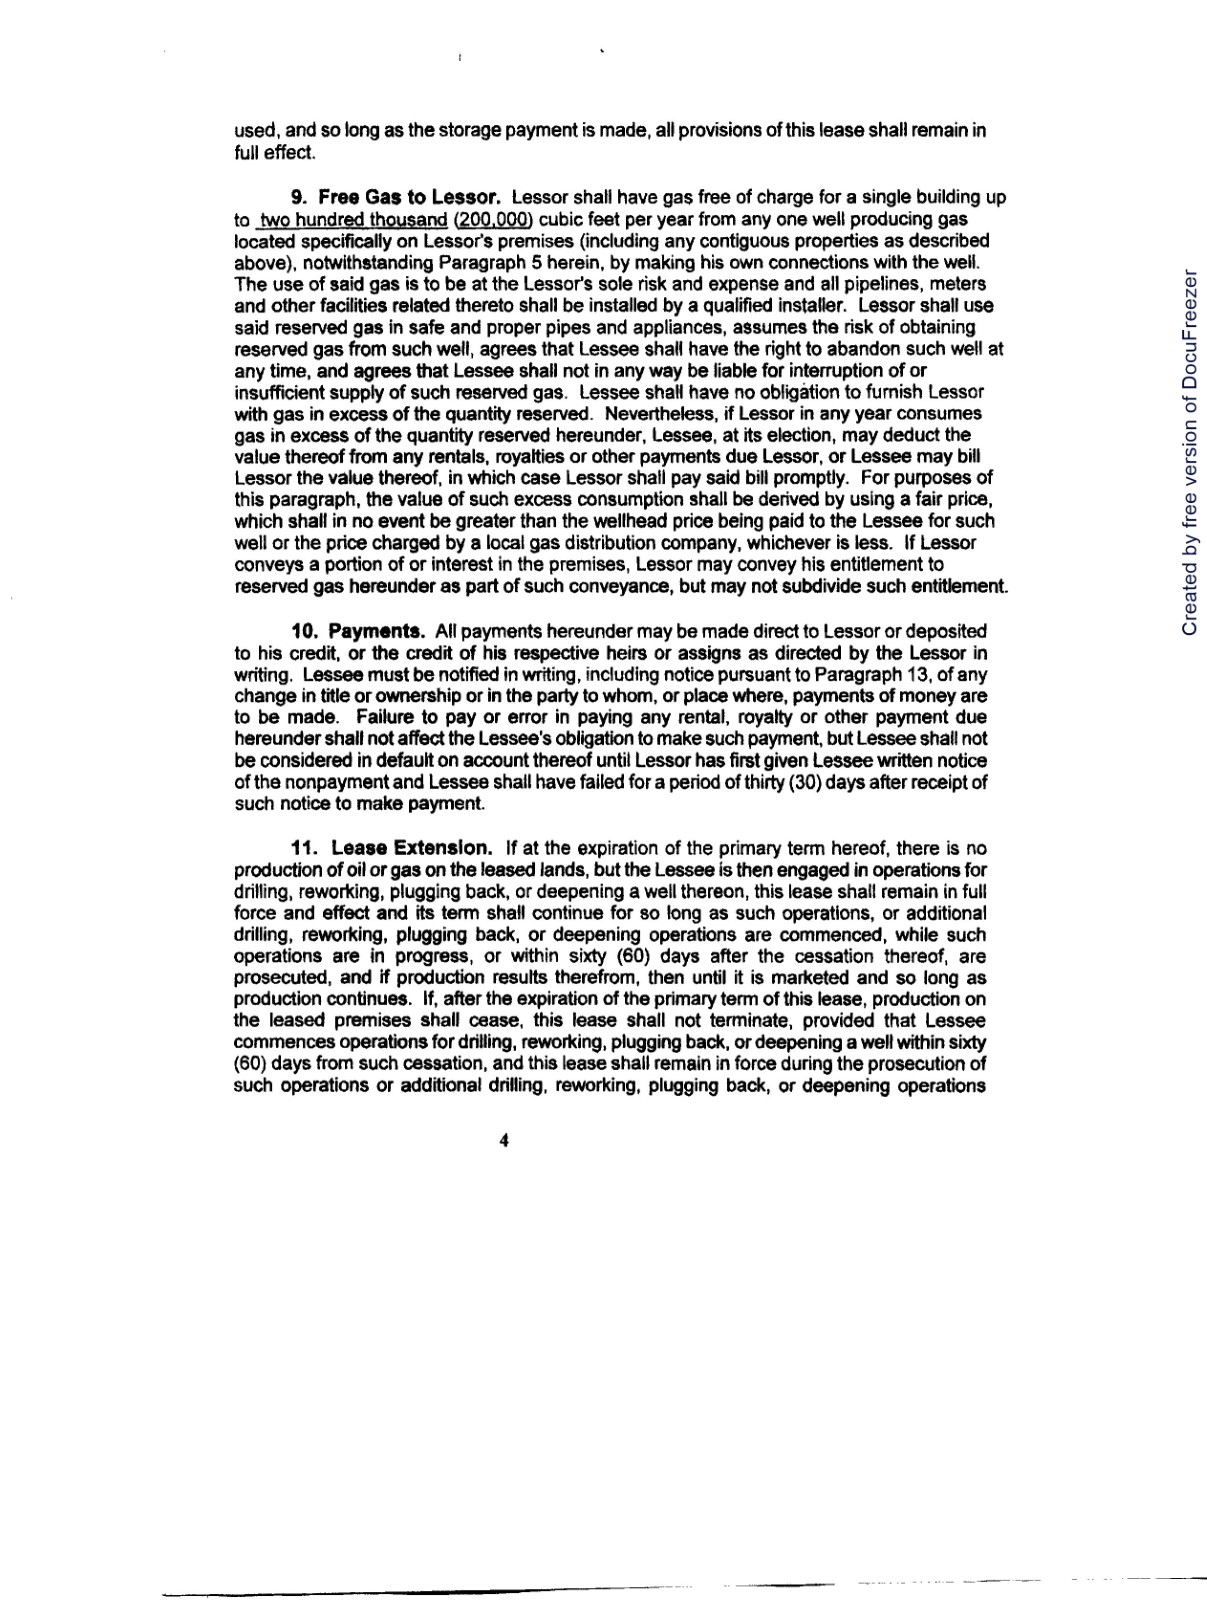 used, and so long as the storage payment is made, all provisions of this lease shall remain in
full effect.
9. Free Gas to Lessor. Lessor shall have gas free of charge for a single building up
to two hundred thousand (200,000) cubic feet per year from any one well producing gas
located specifically on Lessor's premises (including any contiguous properties as described
above), notwithstanding Paragraph 5 herein, by making his own connections with the well.
The use of said gas is to be at the Lessor's sole risk and expense and all pipelines, meters
and other facilities related thereto shall be installed by a qualified installer. Lessor shall use
said reserved gas in safe and proper pipes and appliances, assumes the risk of obtaining
reserved gas from such well, agrees that Lessee shall have the right to abandon such well at
any time, and agrees that Lessee shall not in any way be liable for interruption of or
insufficient supply of such reserved gas. Lessee shall have no obligation to furnish Lessor
with gas in excess of the quantity reserved. Nevertheless, if Lessor in any year consumes
gas in excess of the quantity reserved hereunder, Lessee, at its election, may deduct the
value thereof from any rentals, royalties or other payments due Lessor, or Lessee may bill
Lessor the value thereof, in which case Lessor shall pay said bill promptly. For purposes of
this paragraph, the value of such excess consumption shall be derived by using a fair price,
which shall in no event be greater than the wellhead price being paid to the Lessee for such
well or the price charged by a local gas distribution company, whichever is less. If Lessor
conveys a portion of or interest in the premises, Lessor may convey his entitlement to
reserved gas hereunder as part of such conveyance, but may not subdivide such entitlement.
10. Payments. All payments hereunder may be made direct to Lessor or deposited
to his credit, or the credit of his respective heirs or assigns as directed by the Lessor in
writing. Lessee must be notified in writing, including notice pursuant to Paragraph 13, of any
change in title or ownership or in the party to whom, or place where, payments of money are
to be made. Failure to pay or error in paying any rental, royalty or other payment due
hereunder shall not affect the Lessee's obligation to make such payment, but Lessee shall not
be considered in default on account thereof until Lessor has first given Lessee written notice
of the nonpayment and Lessee shall have failed for a period of thirty (30) days after receipt of
such notice to make payment.
11. Lease Extension. If at the expiration of the primary term hereof, there is no
production of oil or gas on the leased lands, but the Lessee is then engaged in operations for
drilling, reworking, plugging back, or deepening a well thereon, this lease shall remain in full
force and effect and its term shall continue for so long as such operations, or additional
drilling, reworking, plugging back, or deepening operations are commenced, while such
operations are in progress, or within sixty (60) days after the cessation thereof, are
prosecuted, and if production results therefrom, then until it is marketed and so long as
production continues. If, after the expiration of the primary term of this lease, production on
the leased premises shall cease, this lease shall not terminate, provided that Lessee
commences operations for drilling, reworking, plugging back, or deepening a well within sixty
(60) days from such cessation, and this lease shall remain in force during the prosecution of
such operations or additional drilling, reworking, plugging back, or deepening operations
4
Created by free version of DocuFreezer